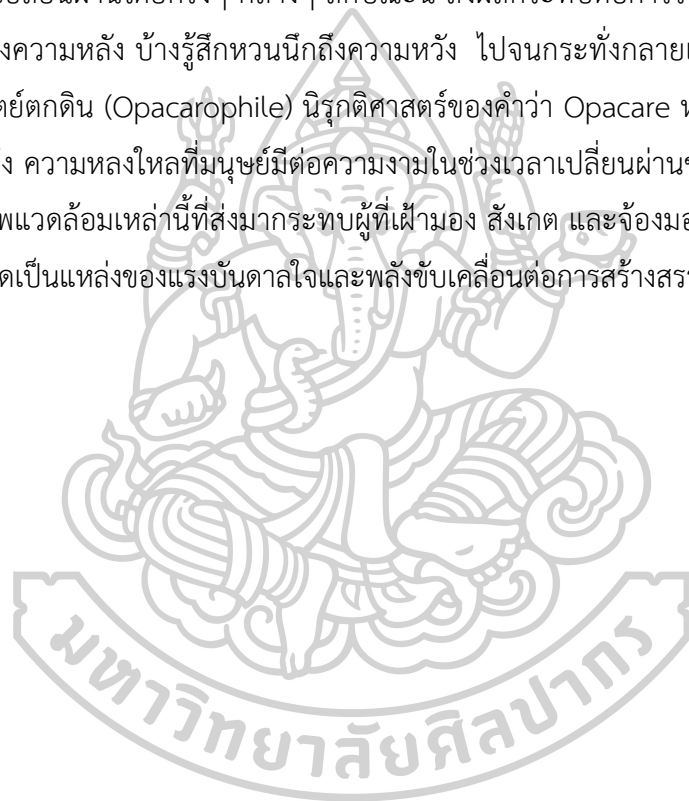 งความหลัง บ้างรู้สึกหวนนึกถึงความหวัง ไปจนกระทั่งกลายเ
ตย์ตกดิน (Opacarophile) นิรุกติศาสตร์ของคำว่า Opacare ห
ง ความหลงใหลที่มนุษย์มีต่อความงามในช่วงเวลาเปลี่ยนผ่านข
พแวดล้อมเหล่านี้ที่ส่งมากระทบผู้ที่เฝ้ามอง สังเกต และจ้องมอ
ดเป็นแหล่งของแรงบันดาลใจและพลังขับเคลื่อนต่อการสร้างสรร
มหาวิทยาลัยศิลปากร